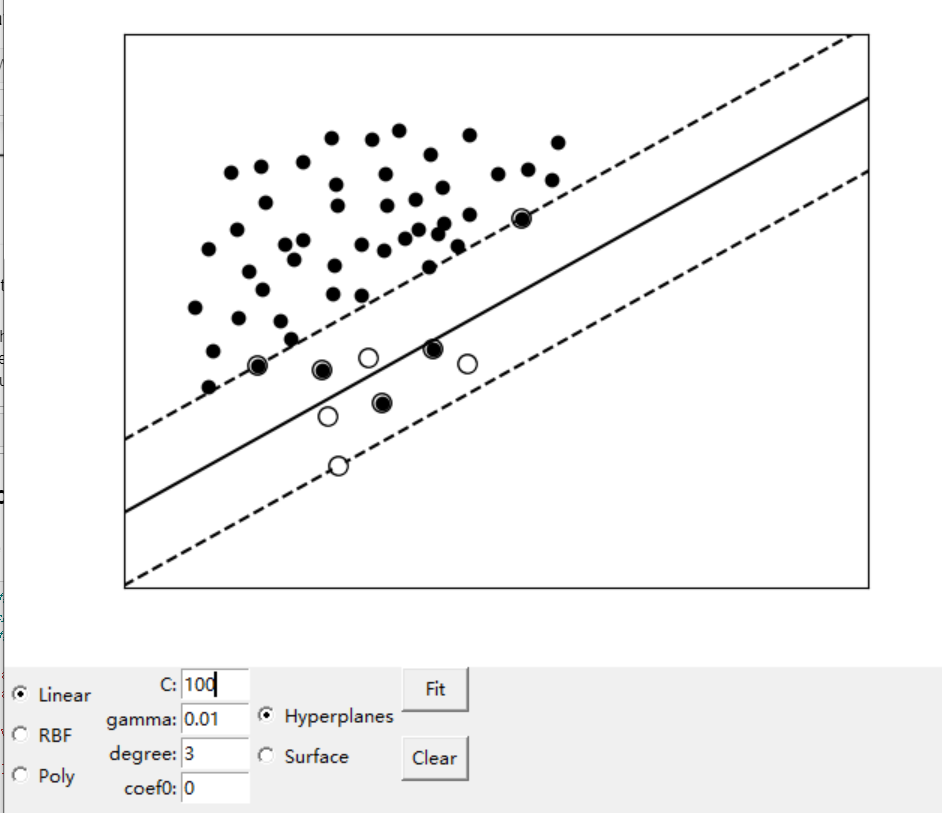 Linear
RBF
Poly
C: 100
gamma: 0.01
degree: 3
coef0: 0
Hyperplanes
Surface
Fit
Clear